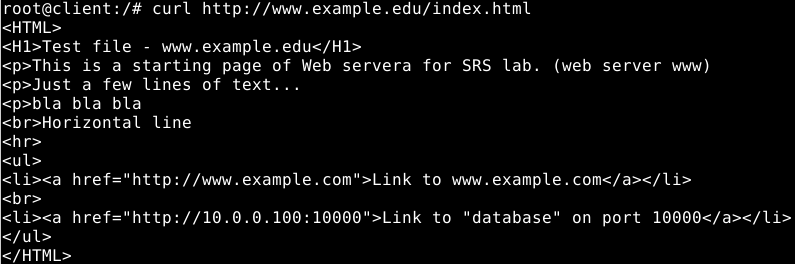 root@client:/# curl http://www.example.edu/index.html
<HTML>
<H1>Test file - www.example.edu</H1>
<p>This is a starting page of Web servera for SRS lab. (web server www)
<p>Just a few lines of text...
<p>bla bla bla
<br>Horizontal line
<hr>
<ul>
<li><a href="http://www.example.com">Link to www.example.com</a></li>
<br>
<li><a href="http://10.0.0.100:10000">Link to "database" on port 10000</a></li>
</ul>
</HTML>